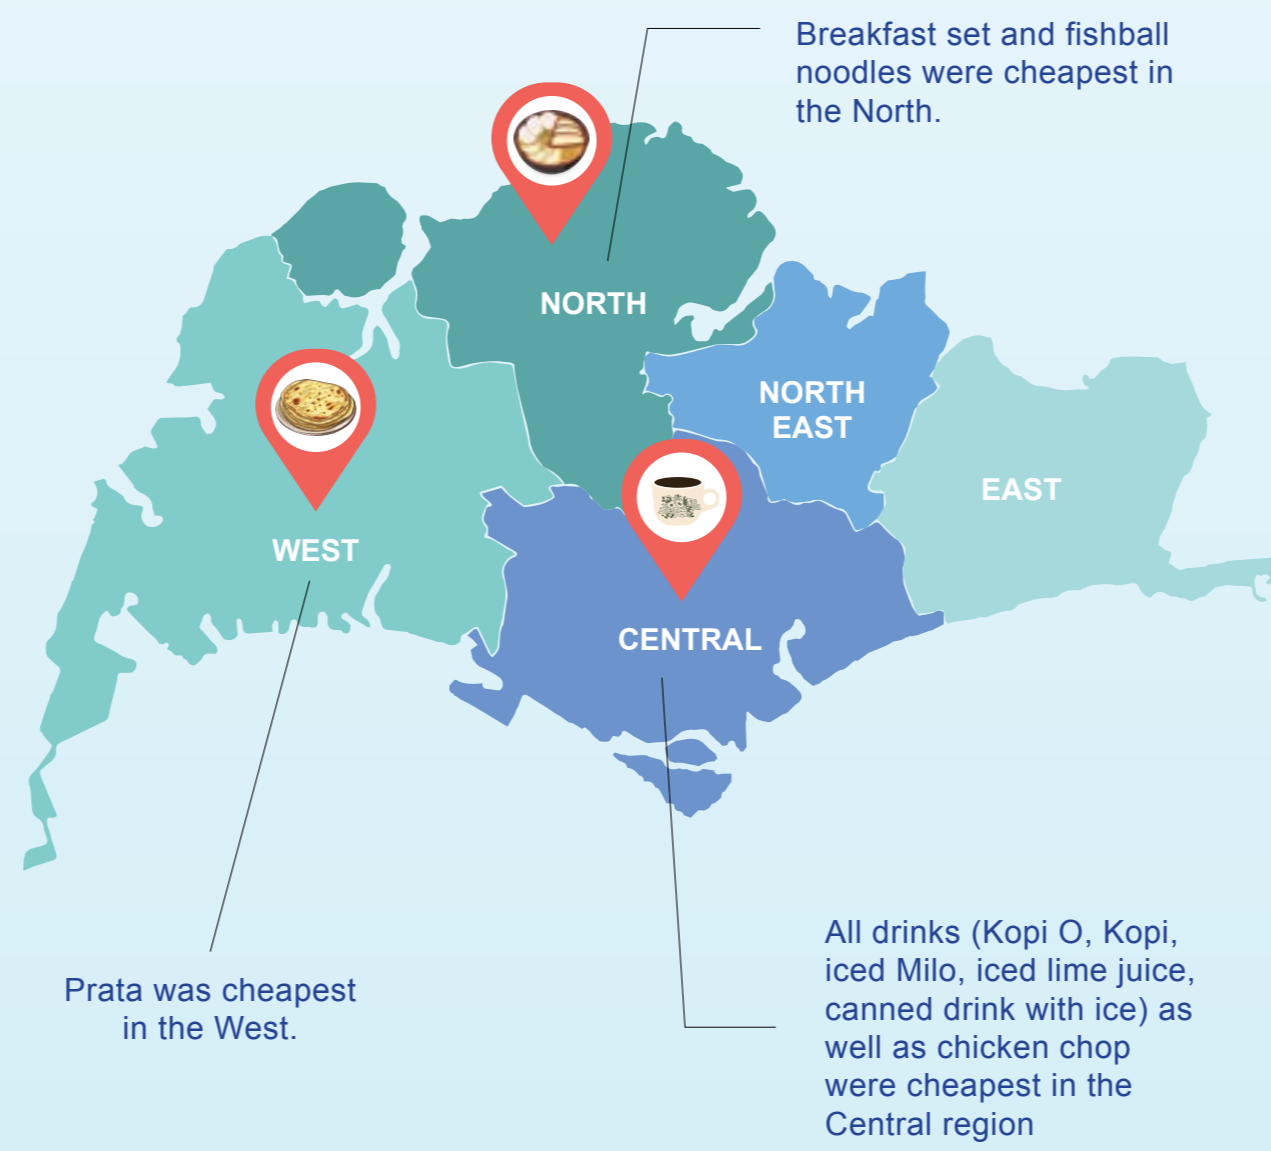 Breakfast set and fishball
noodles were cheapest in
the North.
NORTH
NORTH
EAST
EAST
WEST
CENTRAL
Prata was cheapest
in the West.
All drinks (Kopi O, Kopi,
iced Milo, iced lime juice,
canned drink with ice) as
well as chicken chop
were cheapest in the
Central region